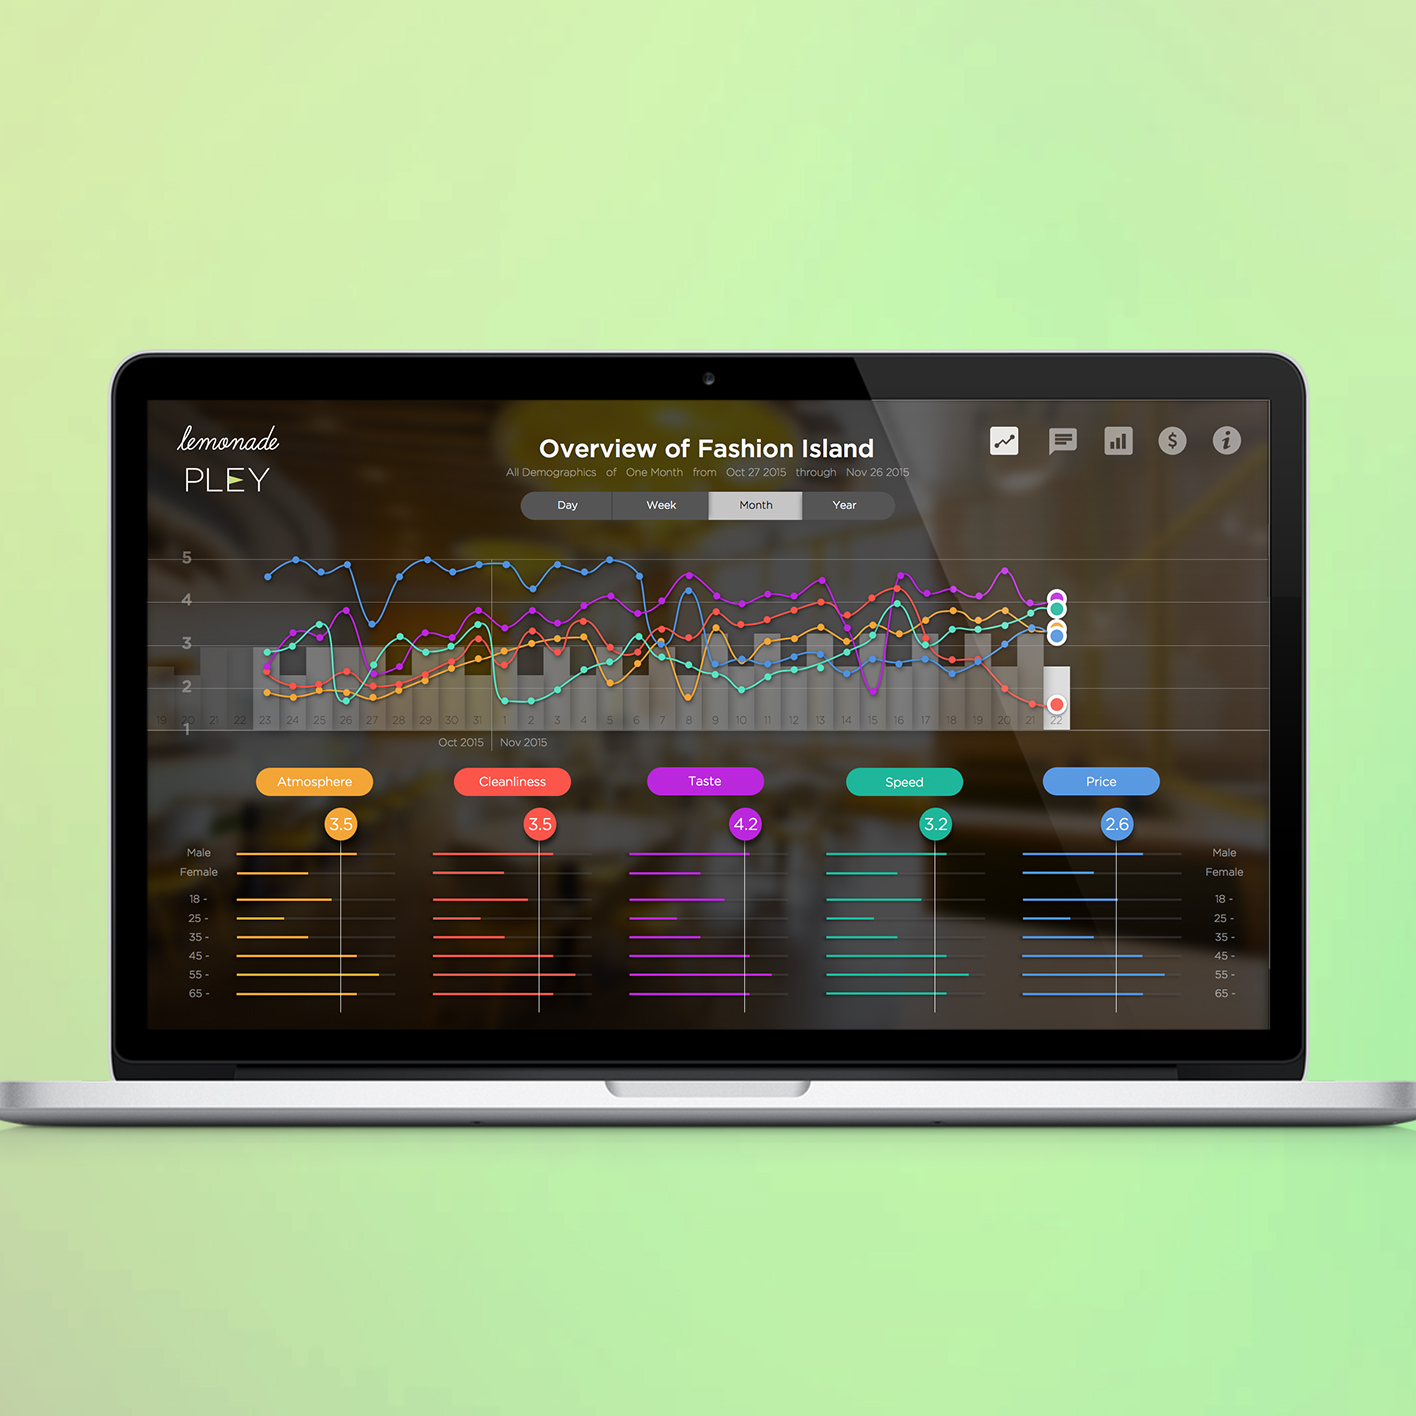 lemonade
PLEY
Overview of Fashion Island
All Demographics of One Month from Oct 27 2015 through Nov 26 2015
Day Week Month Year
5
4
3
2
1
19 20 21 22 23 24 25 26 27 28 29 30 31 1 2 3 4 5 6 7 8 9 10 11 12 13 14 15 16 17 18 19 20 21 22
Oct 2015 Nov 2015
Atmosphere Cleanliness Taste Speed Price
3.5 3.5 4.2 3.2 2.6
Male Male
Female Female
18 - 18 -
25 - 25 -
35 - 35 -
45 - 45 -
55 - 55 -
65 - 65 -